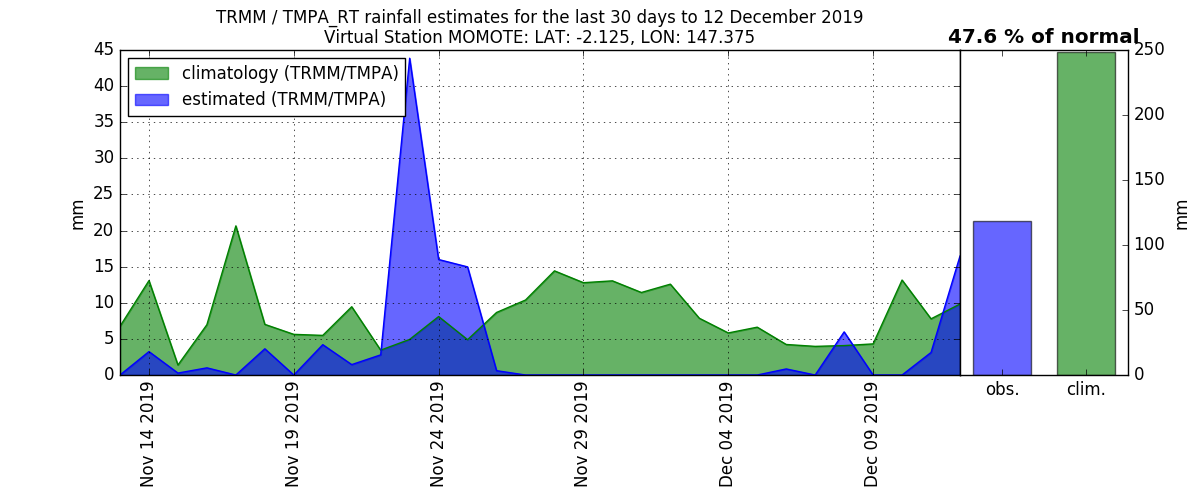 TRMM / TMPA_RT rainfall estimates for the last 30 days to 12 December 2019
Virtual Station MOMOTE: LAT: -2.125, LON: 147.375
47.6 % of normal
climatology (TRMM/TMPA)
estimated (TRMM/TMPA)
mm
45
40
35
30
25
20
15
10
5
0
Nov 14 2019
Nov 19 2019
Nov 24 2019
Nov 29 2019
Dec 04 2019
Dec 09 2019
obs.
clim.
250
200
150
100
50
0
mm